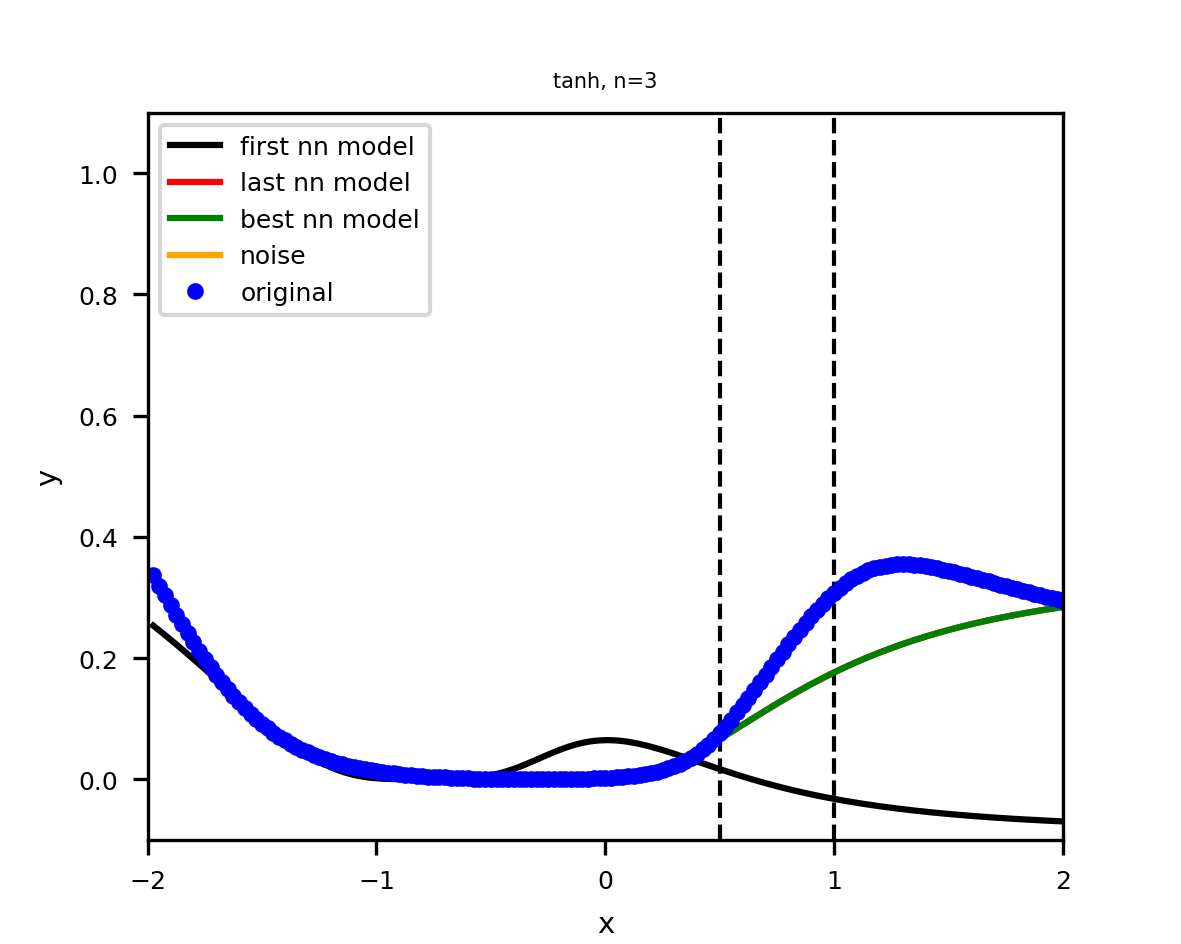 tanh, n=3
first nn model
last nn model
best nn model
noise
original
1.0
0.8
0.6
0.4
0.2
0.0
y
−2
−1
0
1
2
x